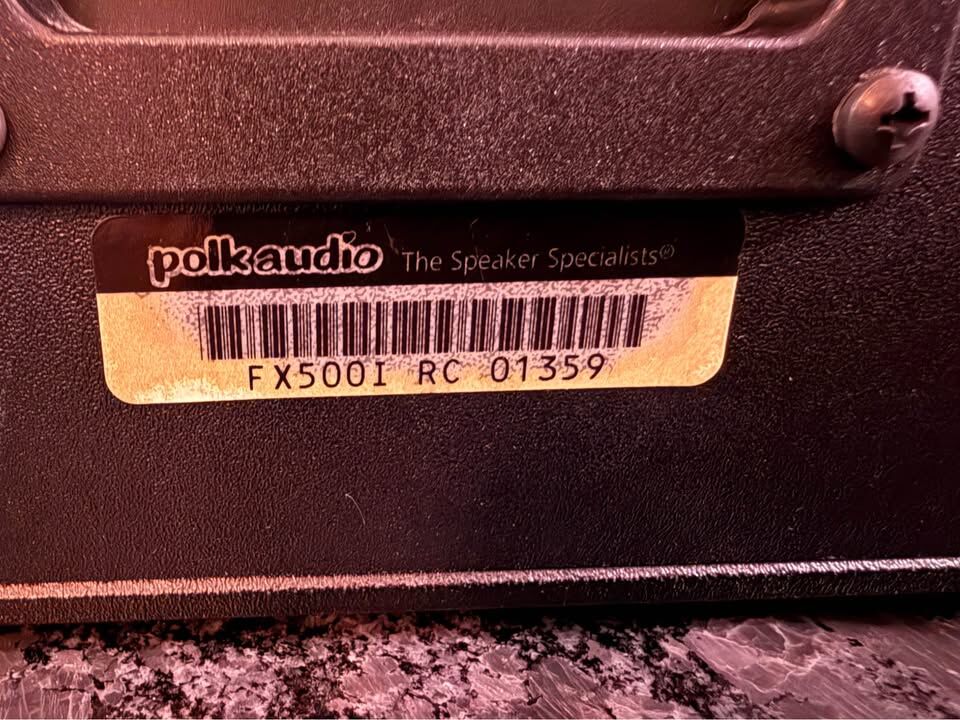 polkaudio The Speaker Specialists®
FX500I RC 01359